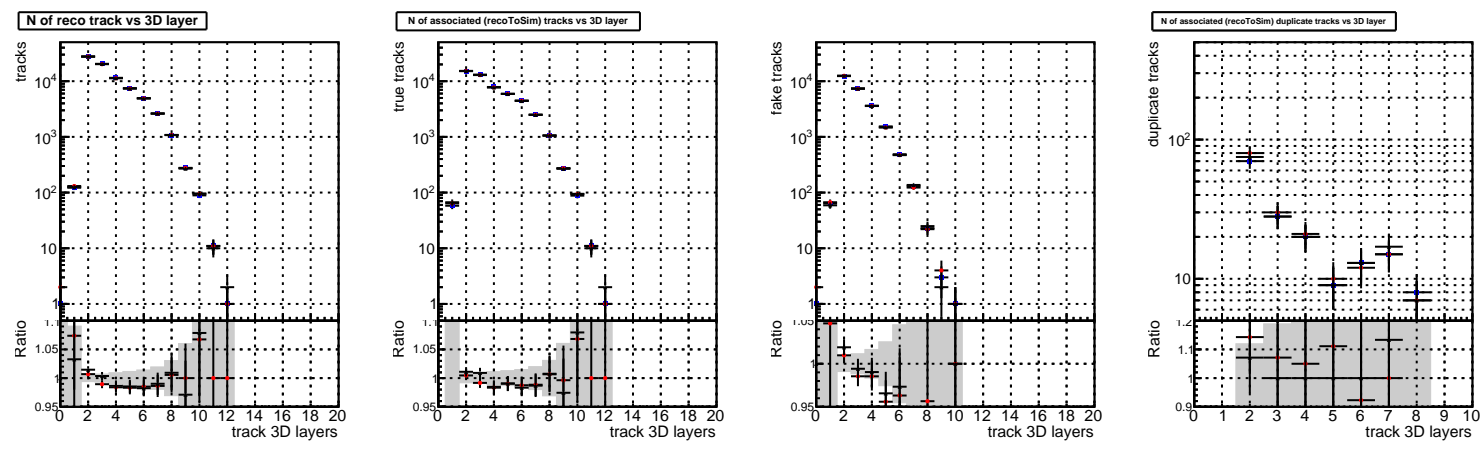 N of reco track vs 3D layer
tracks
10^4
10^3
10^2
10
1
Ratio
1.1
1.05
1
0.95
0 2 4 6 8 10 12 14 16 18 20
track 3D layers
N of associated (recoToSim) tracks vs 3D layer
true tracks
10^4
10^3
10^2
10
1
Ratio
1.1
1.05
1
0.95
0 2 4 6 8 10 12 14 16 18 20
track 3D layers
fake tracks
10^4
10^3
10^2
10
1
Ratio
1.05
1
0.95
0 2 4 6 8 10 12 14 16 18 20
track 3D layers
N of associated (recoToSim) duplicate tracks vs 3D layer
duplicate tracks
10^2
10
Ratio
1.2
1.1
1
0.9
0 1 2 3 4 5 6 7 8 9 10
track 3D layers